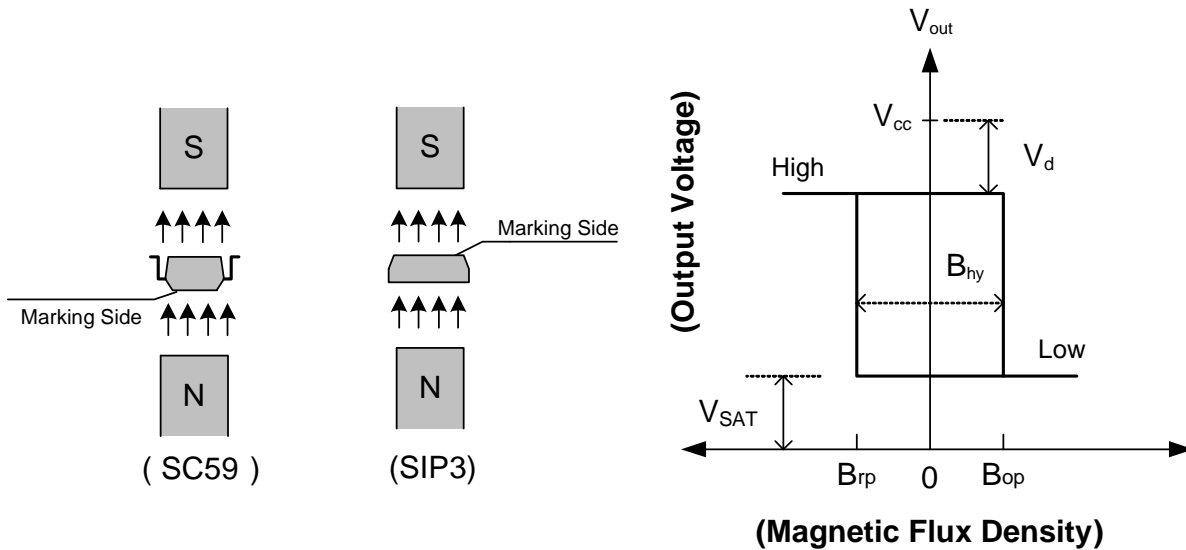 S
Marking Side
N
( SC59 )
S
Marking Side
N
(SIP3)
(Output Voltage)
Vout
Vcc
Vd
High
Bhy
Low
VSAT
Brp
0
Bop
(Magnetic Flux Density)